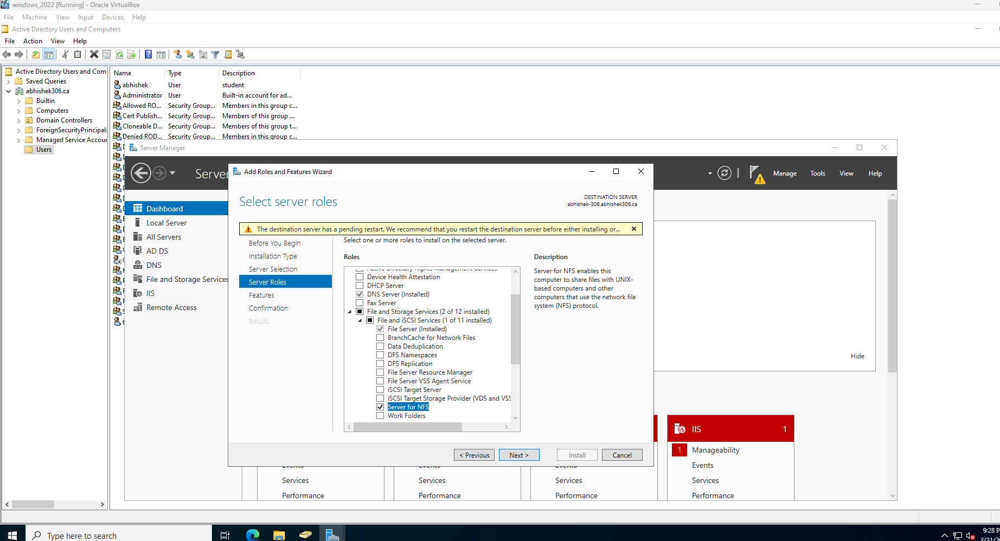 windows_2022 [Running] - Oracle VirtualBox
File Machine View Input Devices Help
Active Directory Users and Computers
File Action View Help
Active Directory Users and Com
Saved Queries
abhishek306.ca
Builtin
Computers
Domain Controllers
ForeignSecurityPrincipals
Managed Service Accour
Users
Name Type Description
abhishek User student
Administrator User Built-in account for ad...
Allowed RO... Security Group... Members in this group c...
Cert Publish... Security Group... Members of this group ...
Cloneable D... Security Group... Members of this group t...
Denied ROD... Security Group... Members in this group c...
Server Manager
Server
Manage Tools View Help
Dashboard
Local Server
All Servers
AD DS
DNS
File and Storage Services
IIS
Remote Access
Add Roles and Features Wizard
Select server roles
DESTINATION SERVER
abhishek-306.abhishek306.ca
The destination server has a pending restart. We recommend that you restart the destination server before either installing or...
Before You Begin
Installation Type
Server Selection
Server Roles
Features
Confirmation
Results
Select one or more roles to install on the selected server.
Roles
Active Directory Rights Management Services
Device Health Attestation
DHCP Server
DNS Server (Installed)
Fax Server
File and Storage Services (2 of 12 installed)
File and iSCSI Services (1 of 11 installed)
File Server (Installed)
BranchCache for Network Files
Data Deduplication
DFS Namespaces
DFS Replication
File Server Resource Manager
File Server VSS Agent Service
iSCSI Target Server
iSCSI Target Storage Provider (VDS and VSS
Server for NFS
Work Folders
Description
Server for NFS enables this
computer to share files with UNIX-
based computers and other
computers that use the network file
system (NFS) protocol.
< Previous Next > Install Cancel
Hide
IIS 1
1 Manageability
Events
Services
Performance
Events
Services
Performance
Events
Services
Performance
Events
Services
Performance
Type here to search
9:28 P
3/31/2